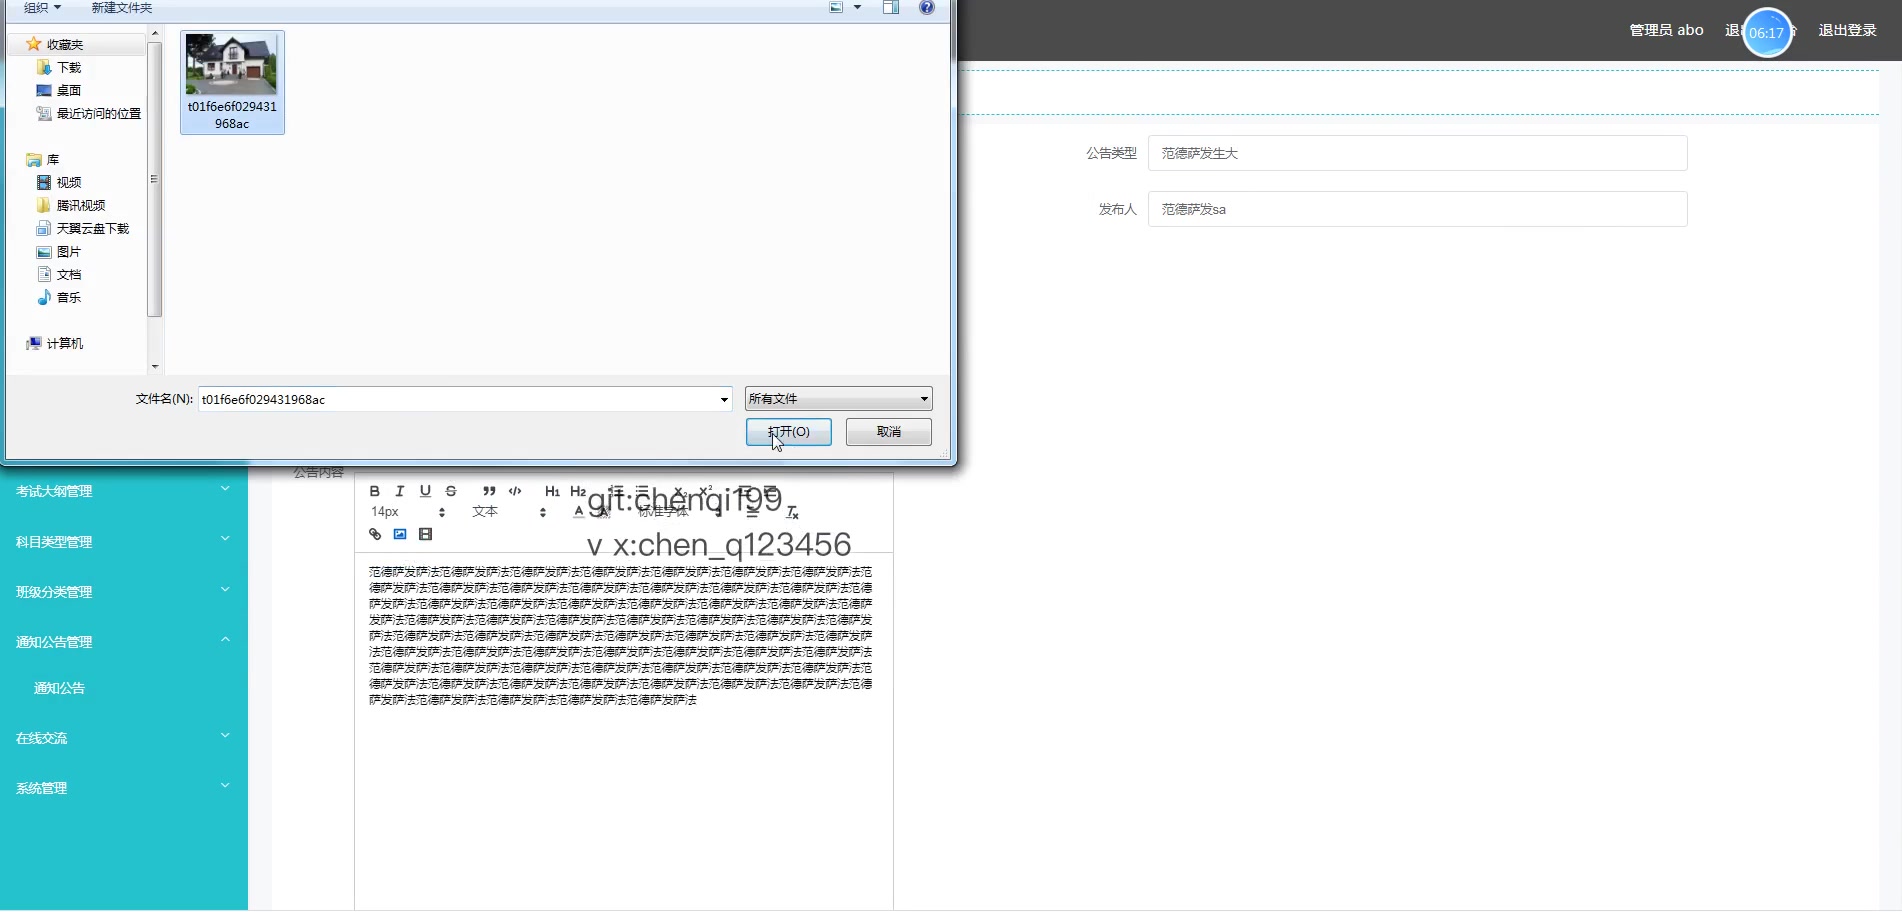 组织
新建文件夹
管理员 abo
退
06:17
退出登录
收藏夹
下载
桌面
最近访问的位置
库
视频
腾讯视频
天翼云盘下载
图片
文档
音乐
计算机
t01f6e6f029431
968ac
公告类型
范德萨发生大
发布人
范德萨发sa
文件名(N):
t01f6e6f029431968ac
所有文件
打开(O)
取消
公告内容
考试大纲管理
科目类型管理
班级分类管理
通知公告管理
通知公告
在线交流
系统管理
B I U S H1 H2
14px
文本
标准字体
git:chenqi199
v x:chen_q123456
范德萨发萨法范德萨发萨法范德萨发萨法范德萨发萨法范德萨发萨法范德萨发萨法范德萨发萨法范
德萨发萨法范德萨发萨法范德萨发萨法范德萨发萨法范德萨发萨法范德萨发萨法范德萨发萨法范德
萨发萨法范德萨发萨法范德萨发萨法范德萨发萨法范德萨发萨法范德萨发萨法范德萨发萨法范德萨
发萨法范德萨发萨法范德萨发萨法范德萨发萨法范德萨发萨法范德萨发萨法范德萨发萨法范德萨发
萨法范德萨发萨法范德萨发萨法范德萨发萨法范德萨发萨法范德萨发萨法范德萨发萨法范德萨发萨
法范德萨发萨法范德萨发萨法范德萨发萨法范德萨发萨法范德萨发萨法范德萨发萨法范德萨发萨法
范德萨发萨法范德萨发萨法范德萨发萨法范德萨发萨法范德萨发萨法范德萨发萨法范德萨发萨法范
德萨发萨法范德萨发萨法范德萨发萨法范德萨发萨法范德萨发萨法范德萨发萨法范德萨发萨法范德
萨发萨法范德萨发萨法范德萨发萨法范德萨发萨法范德萨发萨法